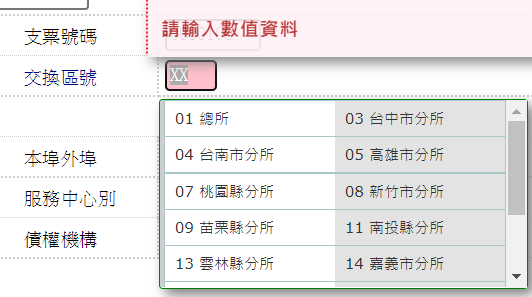 請輸入數值資料
支票號碼
交換區號 XX
01 總所 03 台中市分所
04 台南市分所 05 高雄市分所
本埠外埠
07 桃園縣分所 08 新竹市分所
服務中心別
09 苗栗縣分所 11 南投縣分所
債權機構
13 雲林縣分所 14 嘉義市分所